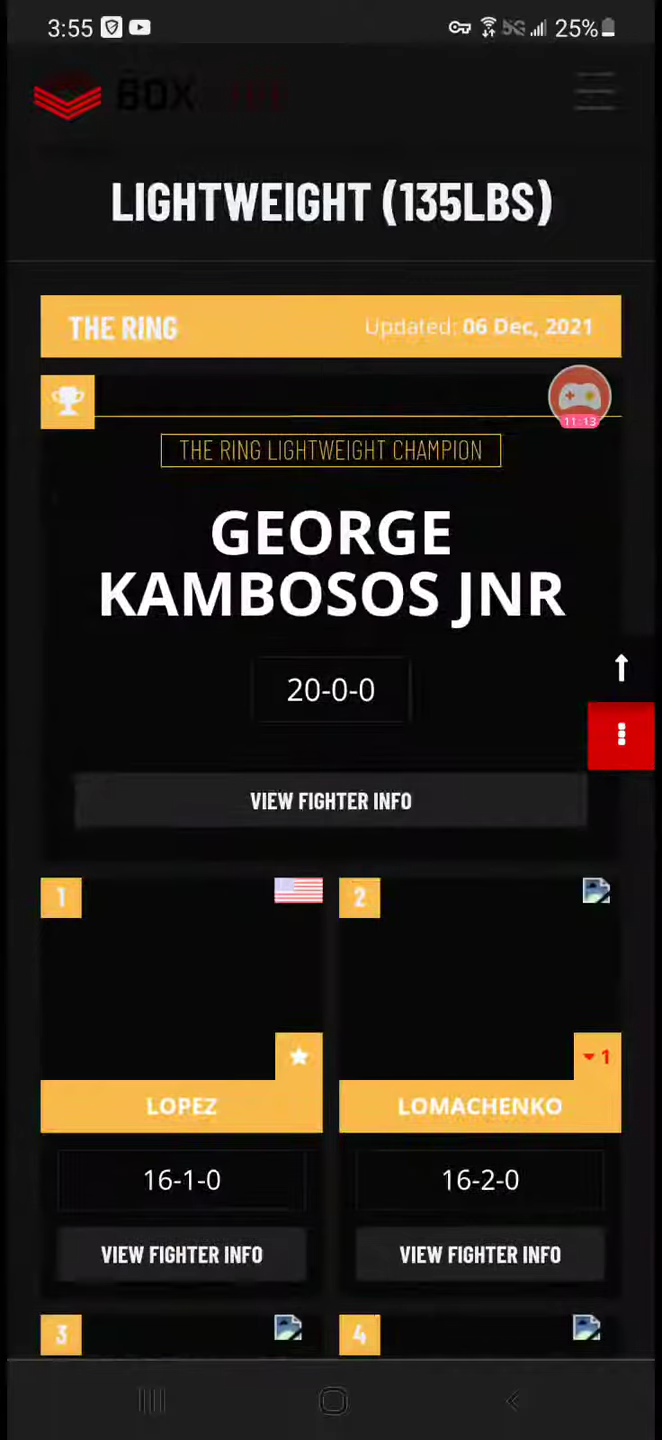 3:55
25%
BOX
LIGHTWEIGHT (135LBS)
THE RING
Updated: 06 Dec, 2021
11:13
THE RING LIGHTWEIGHT CHAMPION
GEORGE
KAMBOSOS JNR
20-0-0
VIEW FIGHTER INFO
1
2
1
LOPEZ
LOMACHENKO
16-1-0
16-2-0
VIEW FIGHTER INFO
VIEW FIGHTER INFO
3
4